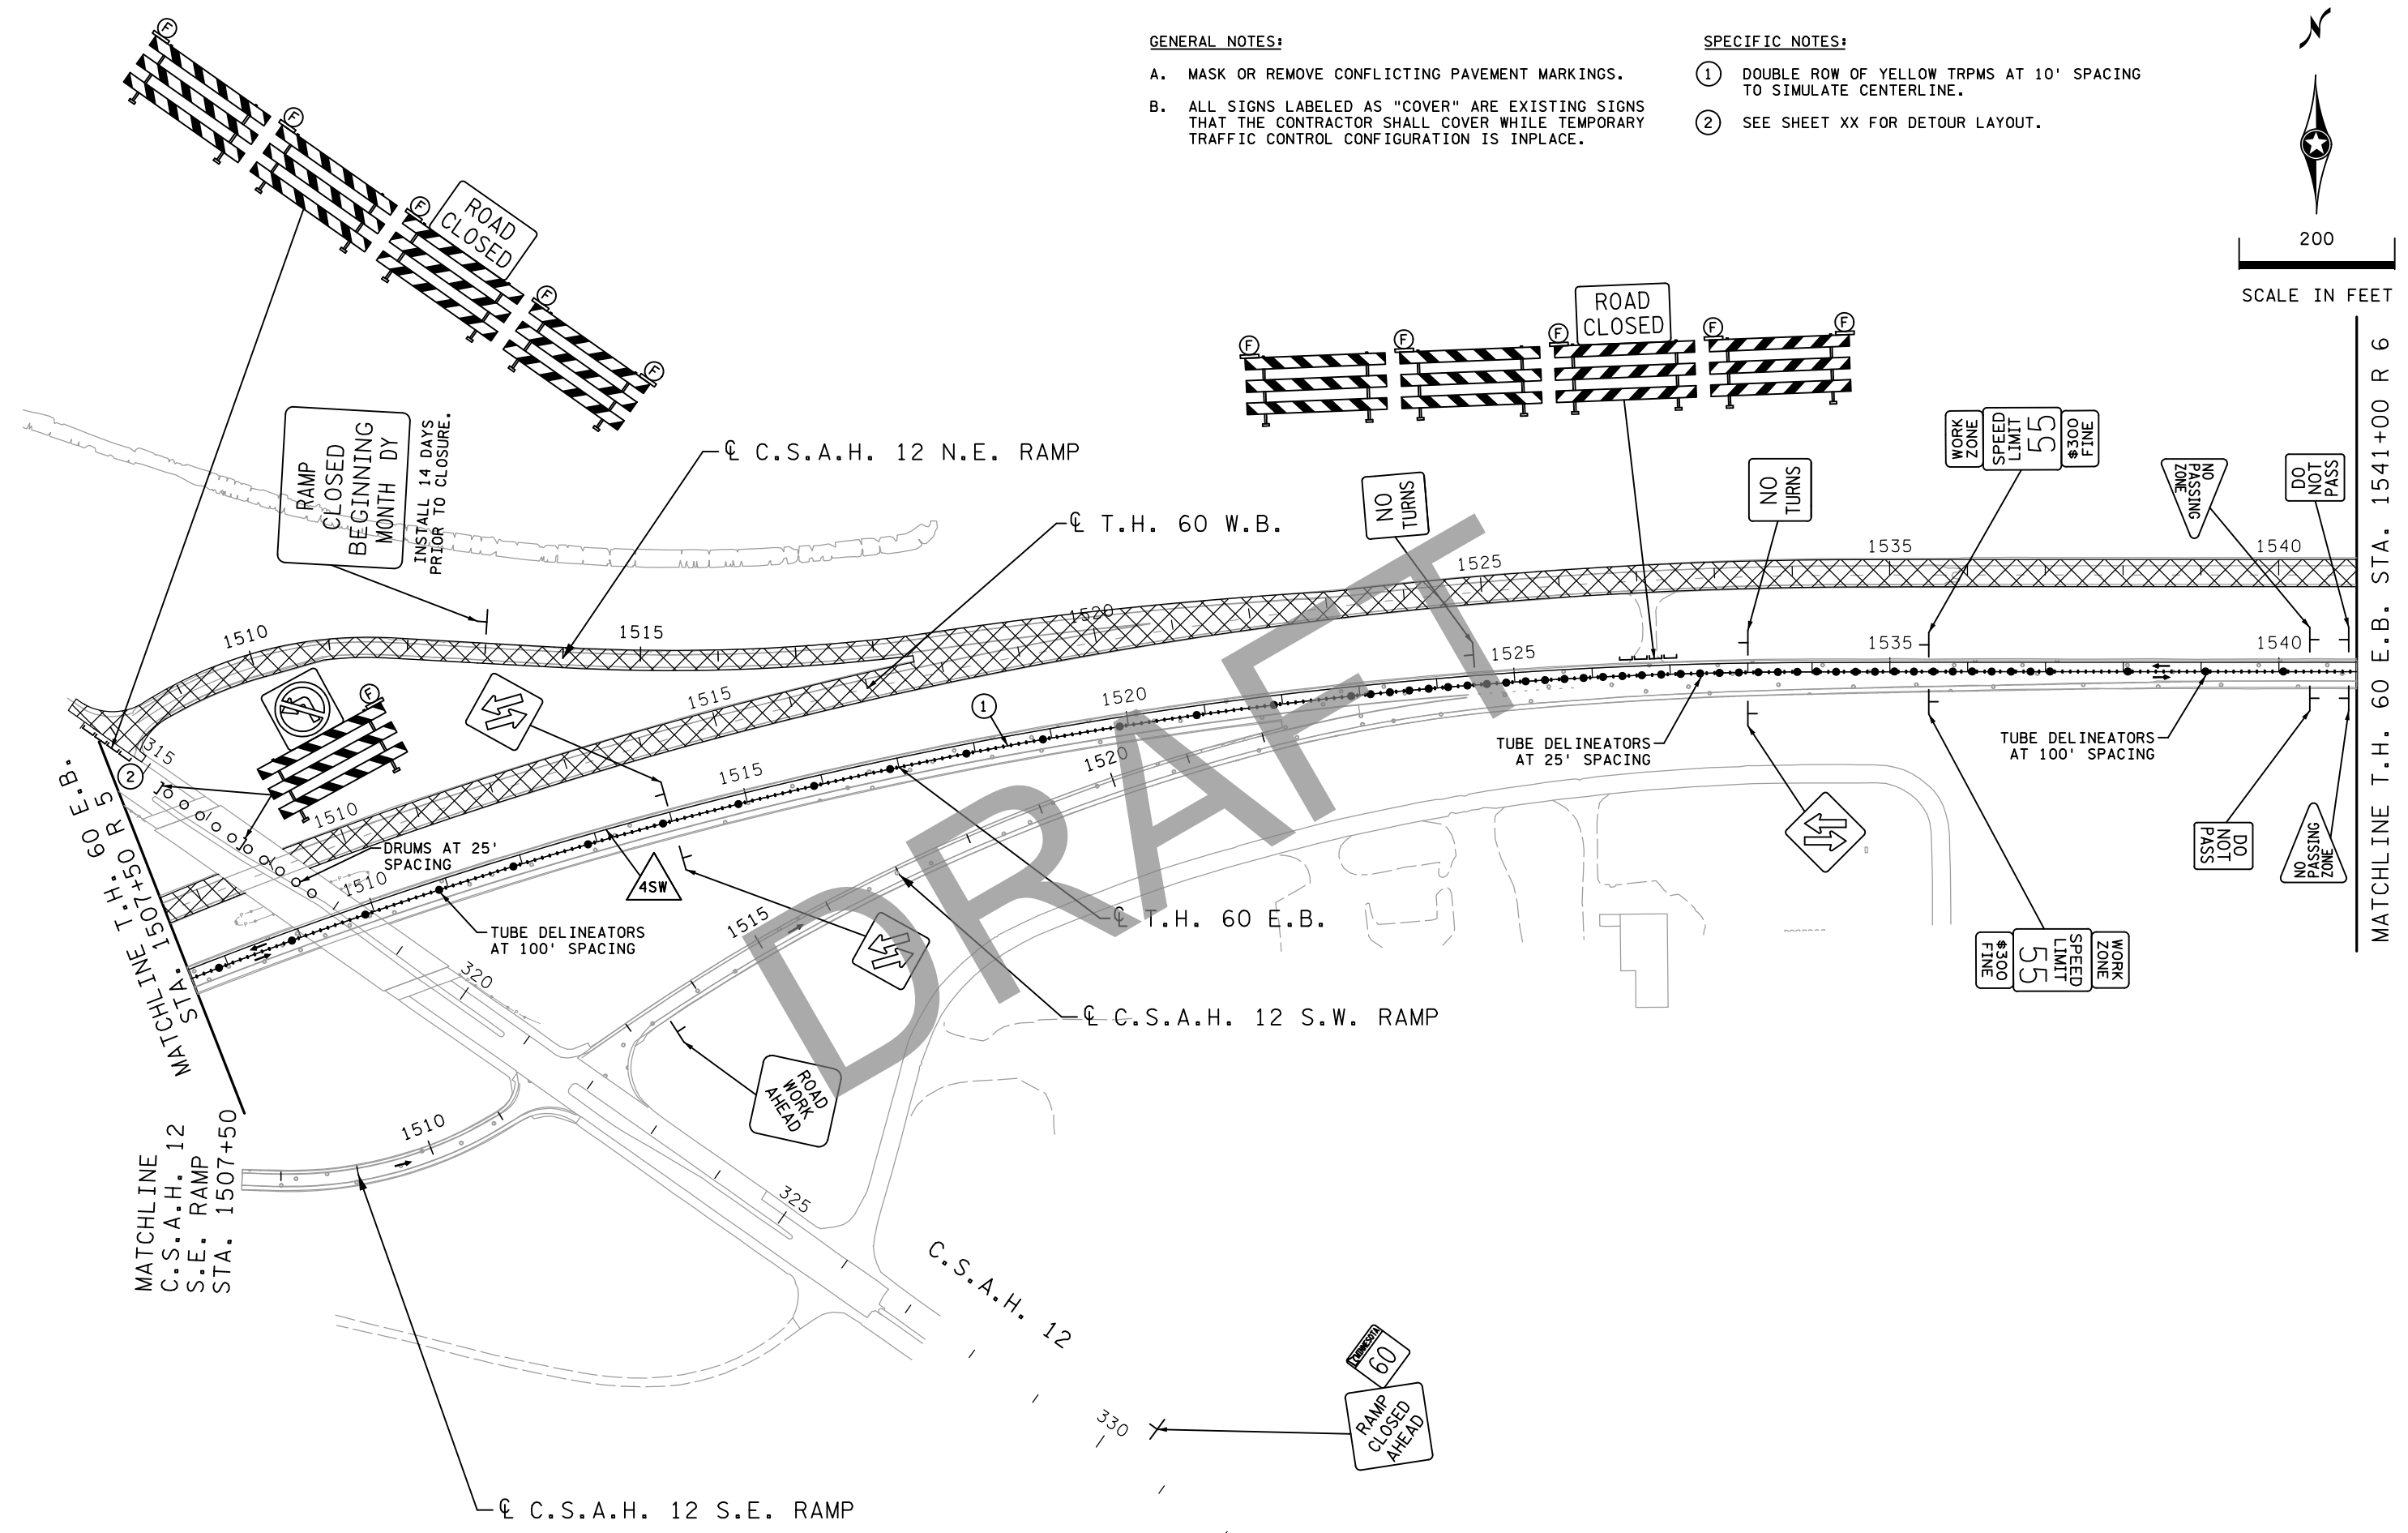 GENERAL NOTES:
A. MASK OR REMOVE CONFLICTING PAVEMENT MARKINGS.
B. ALL SIGNS LABELED AS "COVER" ARE EXISTING SIGNS
THAT THE CONTRACTOR SHALL COVER WHILE TEMPORARY
TRAFFIC CONTROL CONFIGURATION IS INPLACE.
SPECIFIC NOTES:
1 DOUBLE ROW OF YELLOW TRPMS AT 10' SPACING
TO SIMULATE CENTERLINE.
2 SEE SHEET XX FOR DETOUR LAYOUT.
N
200
SCALE IN FEET
F
F
F
F
F
ROAD
CLOSED
F
F
F
F
F
ROAD
CLOSED
RAMP
CLOSED
BEGINNING
MONTH DY
INSTALL 14 DAYS
PRIOR TO CLOSURE.
℄ C.S.A.H. 12 N.E. RAMP
℄ T.H. 60 W.B.
NO
TURNS
NO
TURNS
WORK
ZONE
SPEED
LIMIT
55
$300
FINE
NO
PASSING
ZONE
DO
NOT
PASS
MATCHLINE T.H. 60 E.B. STA. 1541+00 R 6
1510
1515
1520
1525
1535
1540
1510
1515
1520
1525
1535
1540
1510
1515
1520
1515
315
320
325
330
1510
F
1
2
4SW
DRUMS AT 25'
SPACING
TUBE DELINEATORS
AT 100' SPACING
TUBE DELINEATORS
AT 25' SPACING
TUBE DELINEATORS
AT 100' SPACING
DO
NOT
PASS
NO
PASSING
ZONE
WORK
ZONE
SPEED
LIMIT
55
$300
FINE
℄ T.H. 60 E.B.
℄ C.S.A.H. 12 S.W. RAMP
ROAD
WORK
AHEAD
MATCHLINE T.H. 60 E.B.
STA. 1507+50 R 5
MATCHLINE
C.S.A.H. 12
S.E. RAMP
STA. 1507+50
C.S.A.H. 12
MINNESOTA
60
RAMP
CLOSED
AHEAD
℄ C.S.A.H. 12 S.E. RAMP
DRAFT